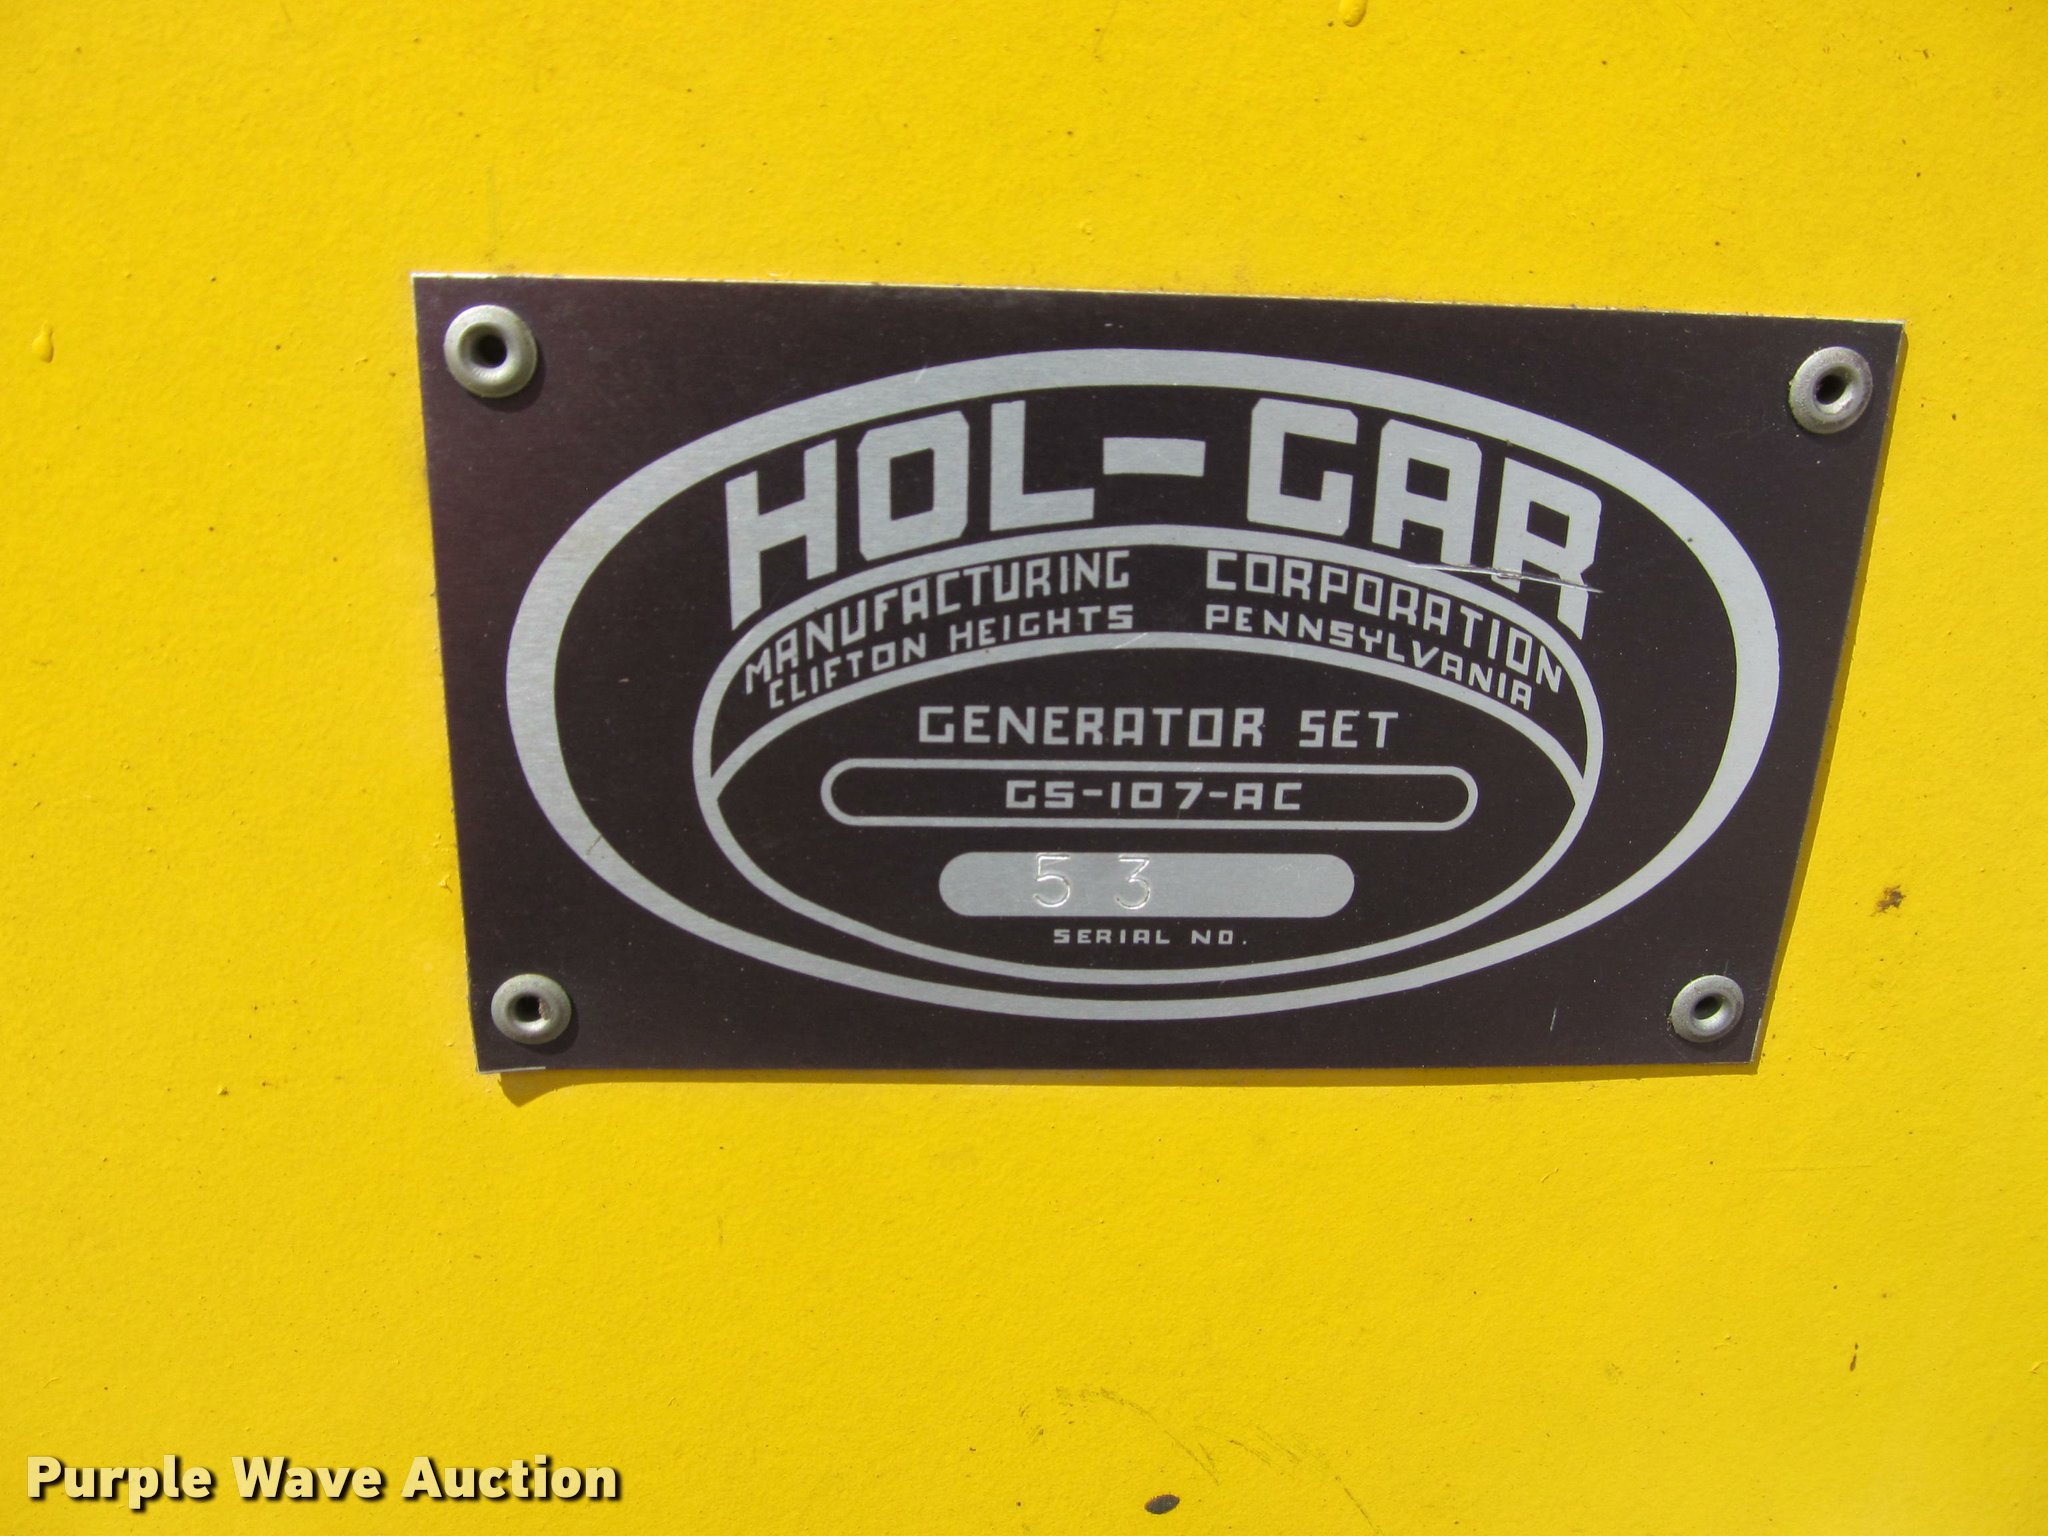 HOL-GAR
MANUFACTURING CORPORATION
CLIFTON HEIGHTS PENNSYLVANIA
GENERATOR SET
GS-107-AC
53
SERIAL NO.
Purple Wave Auction